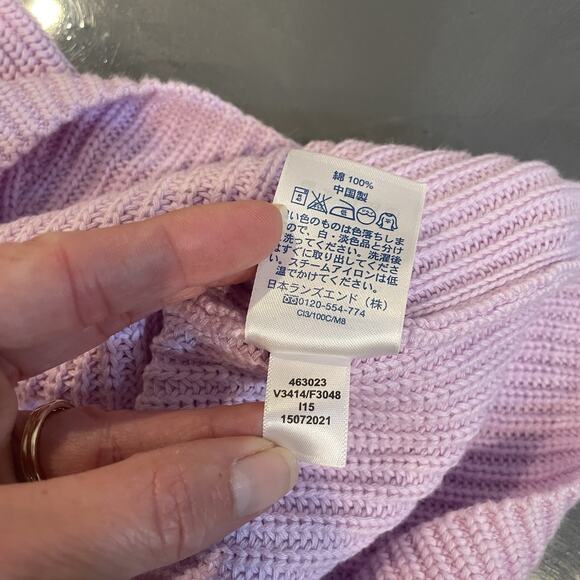 綿 100%
中国製
低
い色のものは色落ちしま
ので、白・淡色品と分け
洗ってください。洗濯後
はすぐに取り出してくださ
い。スチームアイロンは低
温でかけてください。
日本ランズエンド（株）
0120-554-774
CI3/100C/M8
463023
V3414/F3048
I15
15072021